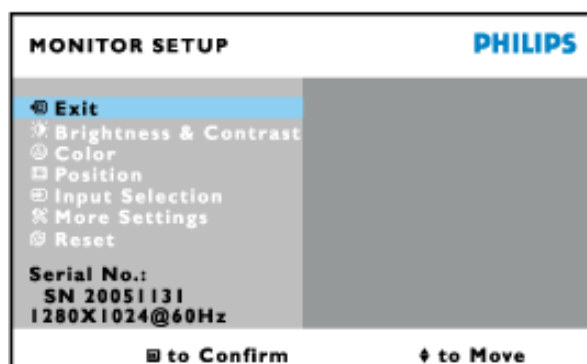 MONITOR SETUP
PHILIPS
Exit
Brightness & Contrast
Color
Position
Input Selection
More Settings
Reset
Serial No.:
SN 20051131
1280X1024@60Hz
to Confirm
to Move